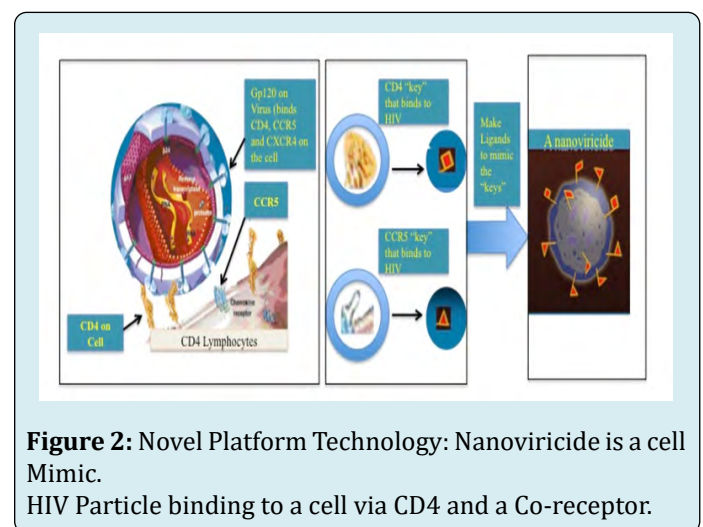 Gp120 on
Virus (binds
CD4, CCR5
and CXCR4 on
the cell
CCR5
CD4 on
Cell
Chemokine
receptor
CD4 Lymphocytes
CD4 "key"
that binds to
HIV
CCR5 "key"
that binds to
HIV
Make
Ligands
to mimic
the
"keys"
A nanoviricide
Figure 2: Novel Platform Technology: Nanoviricide is a cell
Mimic.
HIV Particle binding to a cell via CD4 and a Co-receptor.